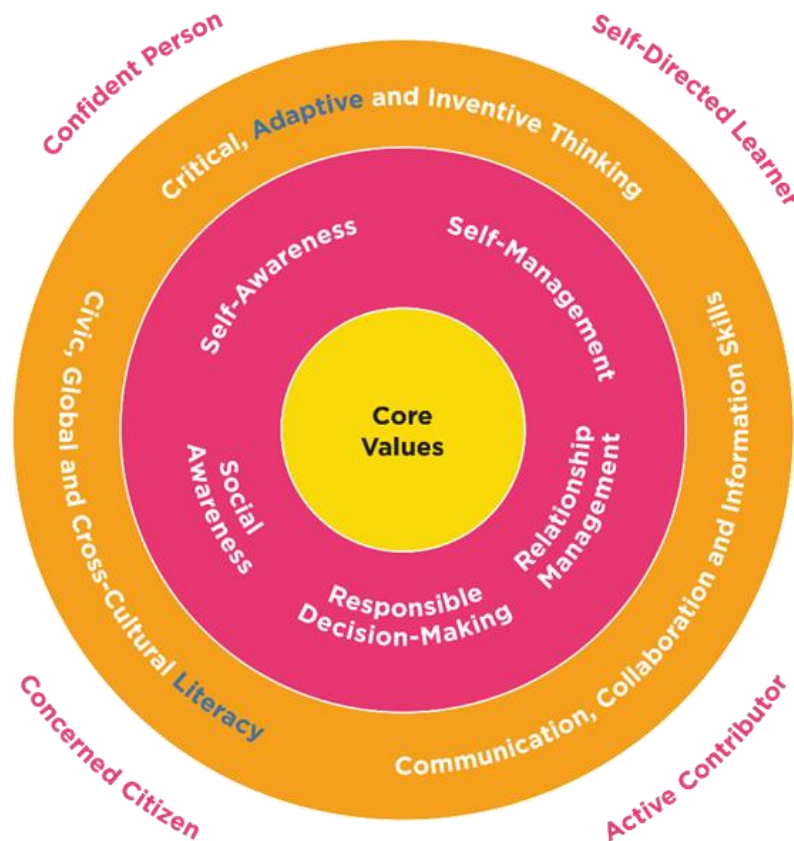 Confident Person
Self-Directed Learner
Critical, Adaptive and Inventive Thinking
Self-Awareness
Self-Management
Civic, Global and Cross-Cultural Literacy
Communication, Collaboration and Information Skills
Core
Values
Social
Awareness
Relationship
Management
Responsible
Decision-Making
Concerned Citizen
Active Contributor